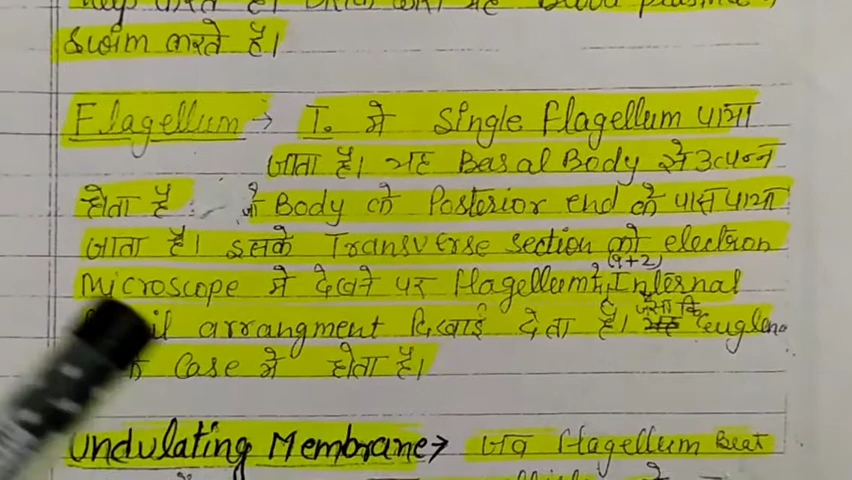 swim करते है।
Flagellum → T. मे single flagellum पाया
जाता है। यह Basal Body से उत्पन्न
होता है जो Body के Posterior end के पास पाया
जाता है। इसके Transverse section को electron
Microscope मे देखने पर flagellum मे (9+2) Internal
arrangment दिखाई देता है। जैसा कि Euglena
Case मे होता है।
Undulating Membrane → जब flagellum Beat